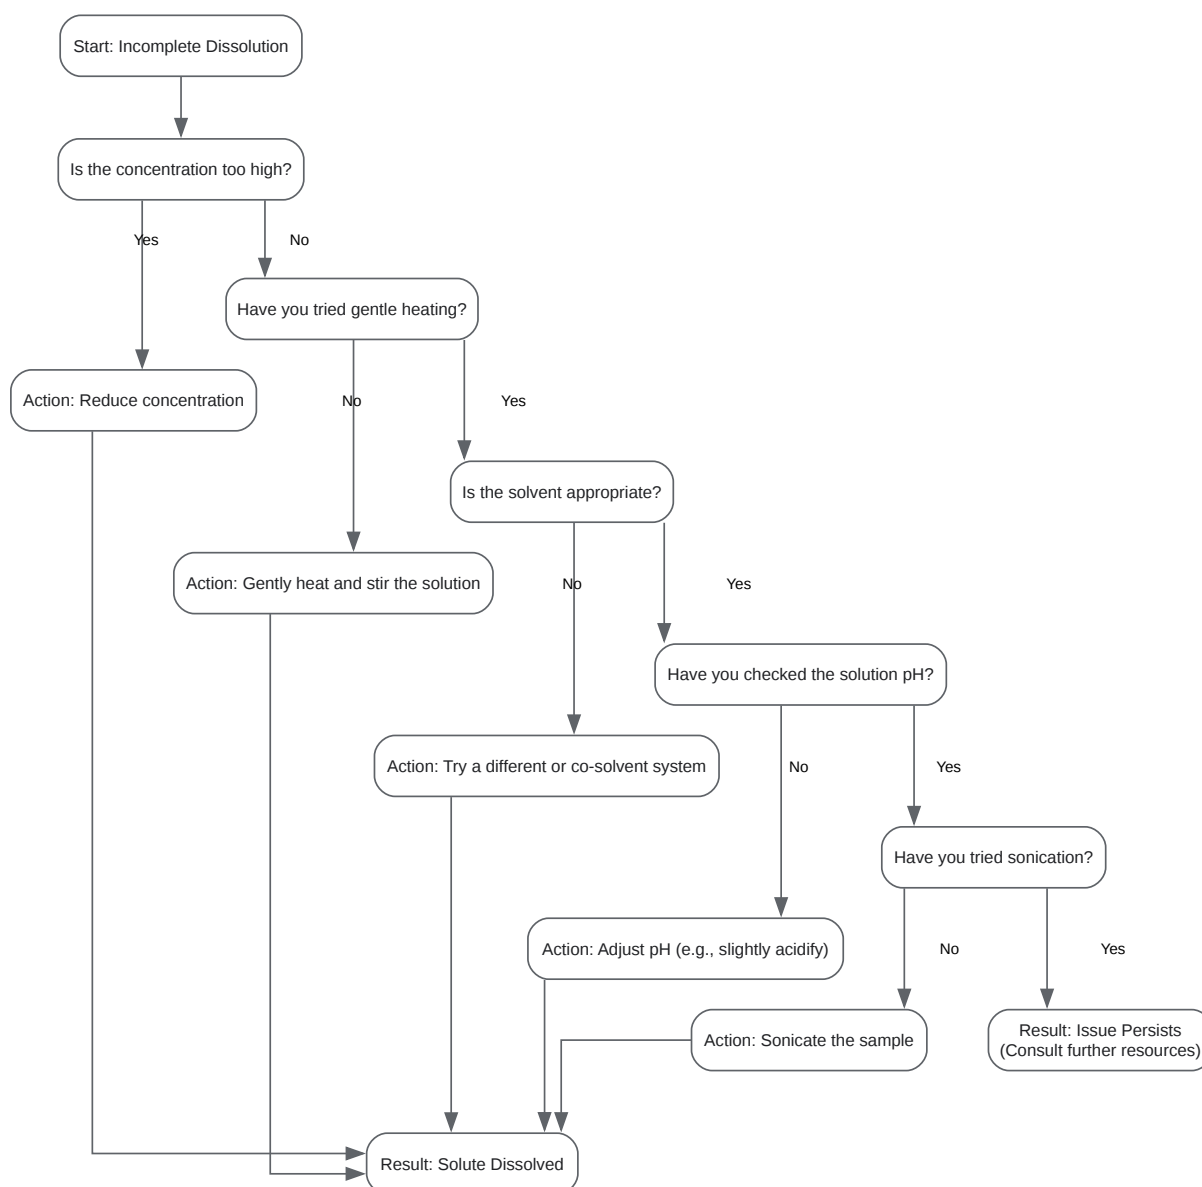 Start: Incomplete Dissolution
Is the concentration too high?
Yes
No
Have you tried gentle heating?
Action: Reduce concentration
No
Yes
Is the solvent appropriate?
Action: Gently heat and stir the solution
No
Yes
Have you checked the solution pH?
Action: Try a different or co-solvent system
No
Yes
Have you tried sonication?
Action: Adjust pH (e.g., slightly acidify)
No
Yes
Action: Sonicate the sample
Result: Issue Persists
(Consult further resources)
Result: Solute Dissolved